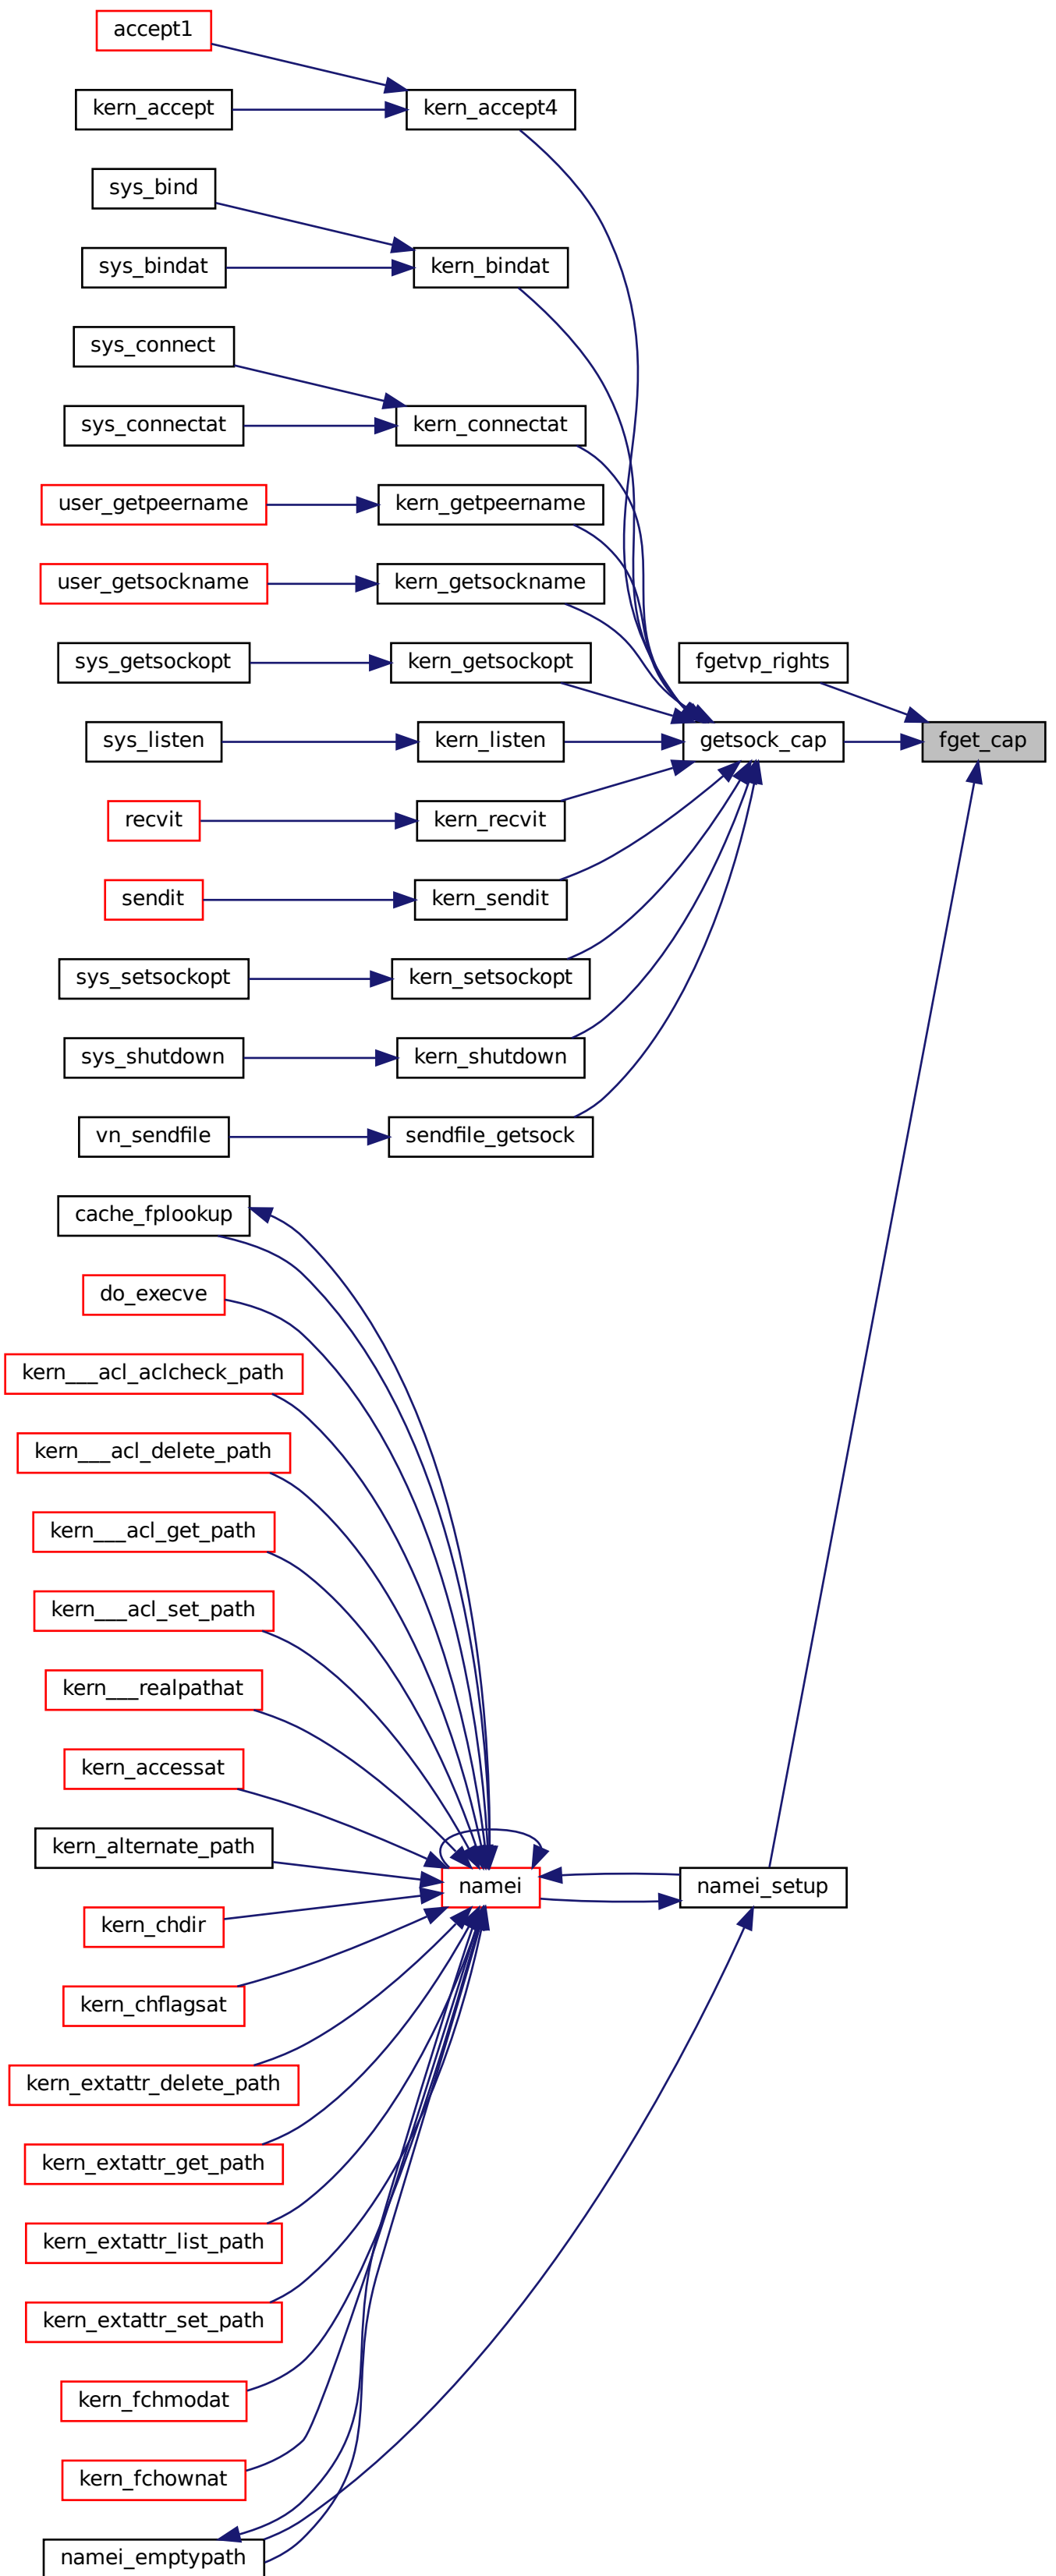 accept1
kern_accept
kern_accept4
sys_bind
sys_bindat
kern_bindat
sys_connect
sys_connectat
kern_connectat
user_getpeername
kern_getpeername
user_getsockname
kern_getsockname
sys_getsockopt
kern_getsockopt
fgetvp_rights
sys_listen
kern_listen
getsock_cap
fget_cap
recvit
kern_recvit
sendit
kern_sendit
sys_setsockopt
kern_setsockopt
sys_shutdown
kern_shutdown
vn_sendfile
sendfile_getsock
cache_fplookup
do_execve
kern___acl_aclcheck_path
kern___acl_delete_path
kern___acl_get_path
kern___acl_set_path
kern___realpathat
kern_accessat
kern_alternate_path
namei
namei_setup
kern_chdir
kern_chflagsat
kern_extattr_delete_path
kern_extattr_get_path
kern_extattr_list_path
kern_extattr_set_path
kern_fchmodat
kern_fchownat
namei_emptypath